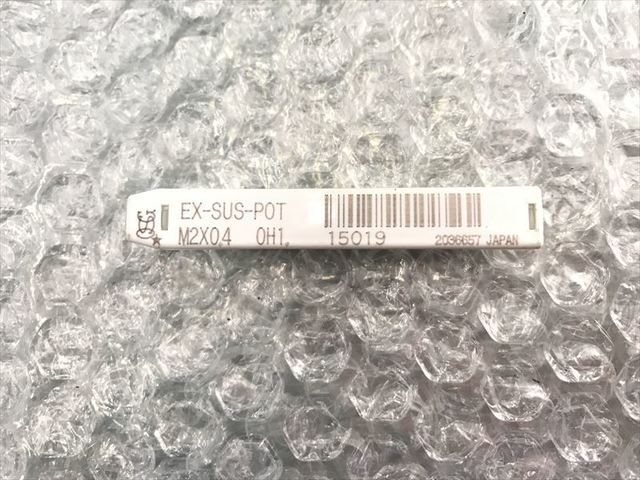 EX-SUS-POT
M2X0.4 OH1. 15019 2036657 JAPAN